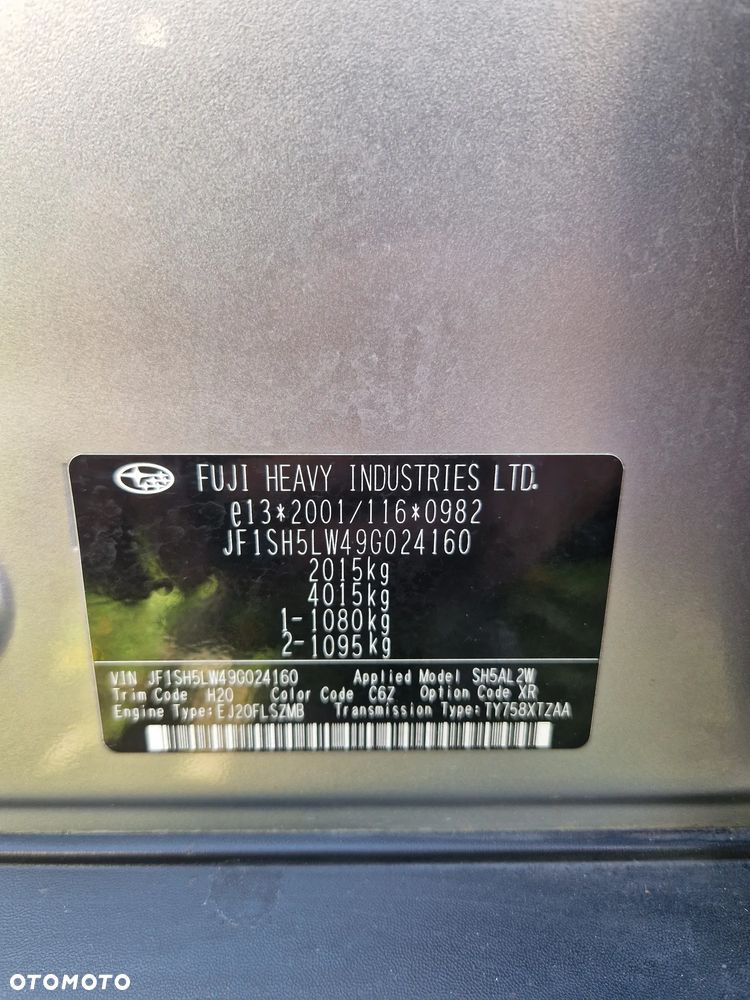 FUJI HEAVY INDUSTRIES LTD.
e13*2001/116*0982
JF1SH5LW49G024160
2015kg
4015kg
1-1080kg
2-1095kg
VIN JF1SH5LW49G024160 Applied Model SH5AL2W
Trim Code H20 Color Code C6Z Option Code XR
Engine Type:EJ20FLSZMB Transmission Type:TY758XTZAA
OTOMOTO